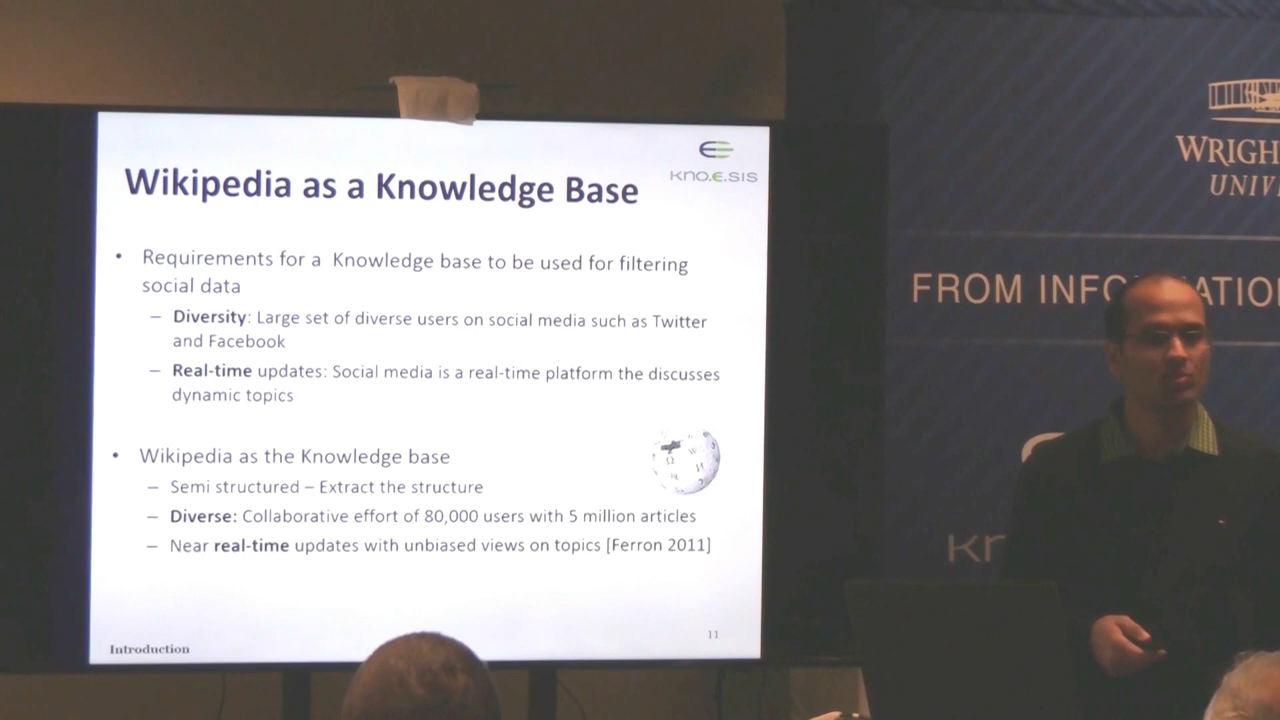 Wikipedia as a Knowledge Base
KNO.E.SIS
• Requirements for a Knowledge base to be used for filtering
social data
– Diversity: Large set of diverse users on social media such as Twitter
and Facebook
– Real-time updates: Social media is a real-time platform the discusses
dynamic topics
• Wikipedia as the Knowledge base
– Semi structured – Extract the structure
– Diverse: Collaborative effort of 80,000 users with 5 million articles
– Near real-time updates with unbiased views on topics [Ferron 2011]
Introduction
11
WRIGH
UNIV
FROM INFO ATIO